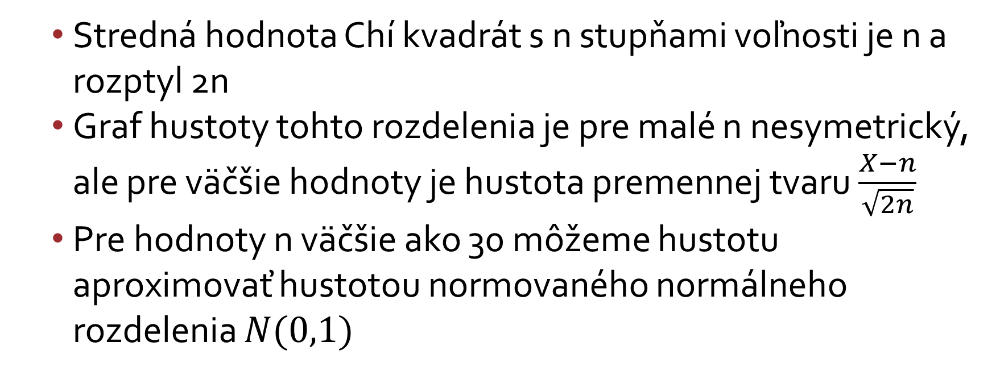 • Stredná hodnota Chí kvadrát s n stupňami voľnosti je n a
rozptyl 2n
• Graf hustoty tohto rozdelenia je pre malé n nesymetrický,
ale pre väčšie hodnoty je hustota premennej tvaru $\frac{X-n}{\sqrt{2n}}$
• Pre hodnoty n väčšie ako 30 môžeme hustotu
aproximovať hustotou normovaného normálneho
rozdelenia $N(0,1)$